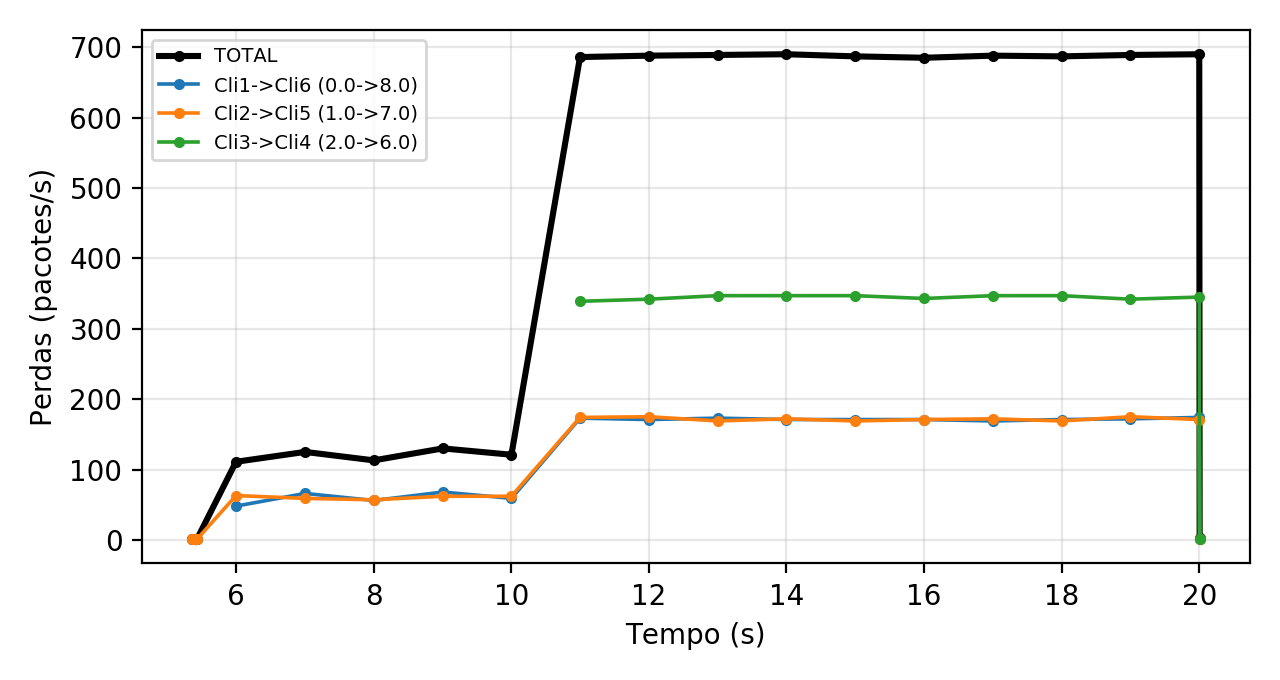 TOTAL
Cli1->Cli6 (0.0->8.0)
Cli2->Cli5 (1.0->7.0)
Cli3->Cli4 (2.0->6.0)
Perdas (pacotes/s)
700
600
500
400
300
200
100
0
6 8 10 12 14 16 18 20
Tempo (s)